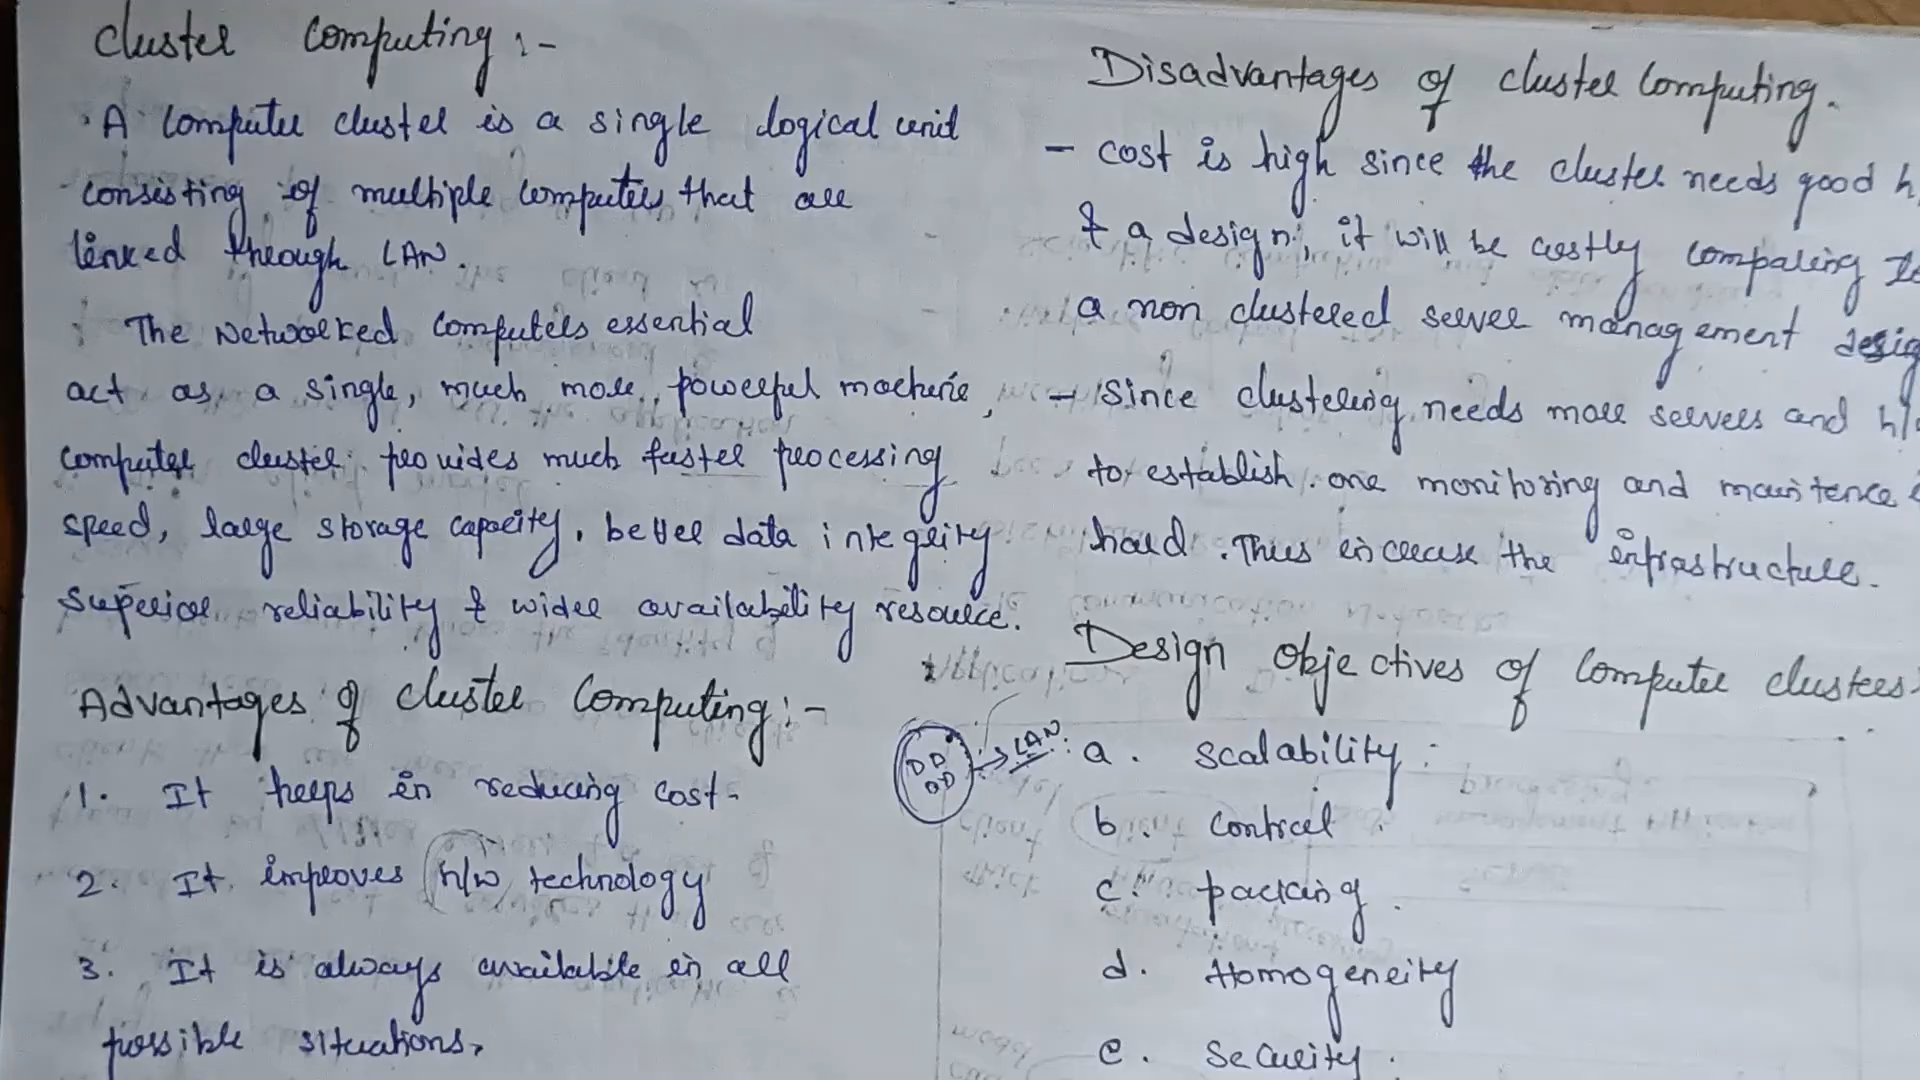 Cluster Computing :-
A Computer cluster is a single logical unit
consisting of multiple computers that are
linked through LAN.
The Networked Computers essential
act as a single, much more powerful machine,
computer cluster provides much faster processing
speed, large storage capacity, better data integrity
superior reliability & wider availability resource.
Advantages of Cluster Computing :-
1. It helps in reducing cost.
2. It improves h/w technology
3. It is always available in all
possible situations.
Disadvantages of Cluster Computing.
- cost is high since the cluster needs good
& a design, it will be costly comparing to
a non clustered server management desig
- Since clustering needs more servers and h/
to establish one monitoring and maintence
hard. Thus increase the infrastructure.
Design Objectives of Computer clusters
D D D D → LAN
a. Scalability
b. Control
c. packing
d. Homogeneity
e. Security